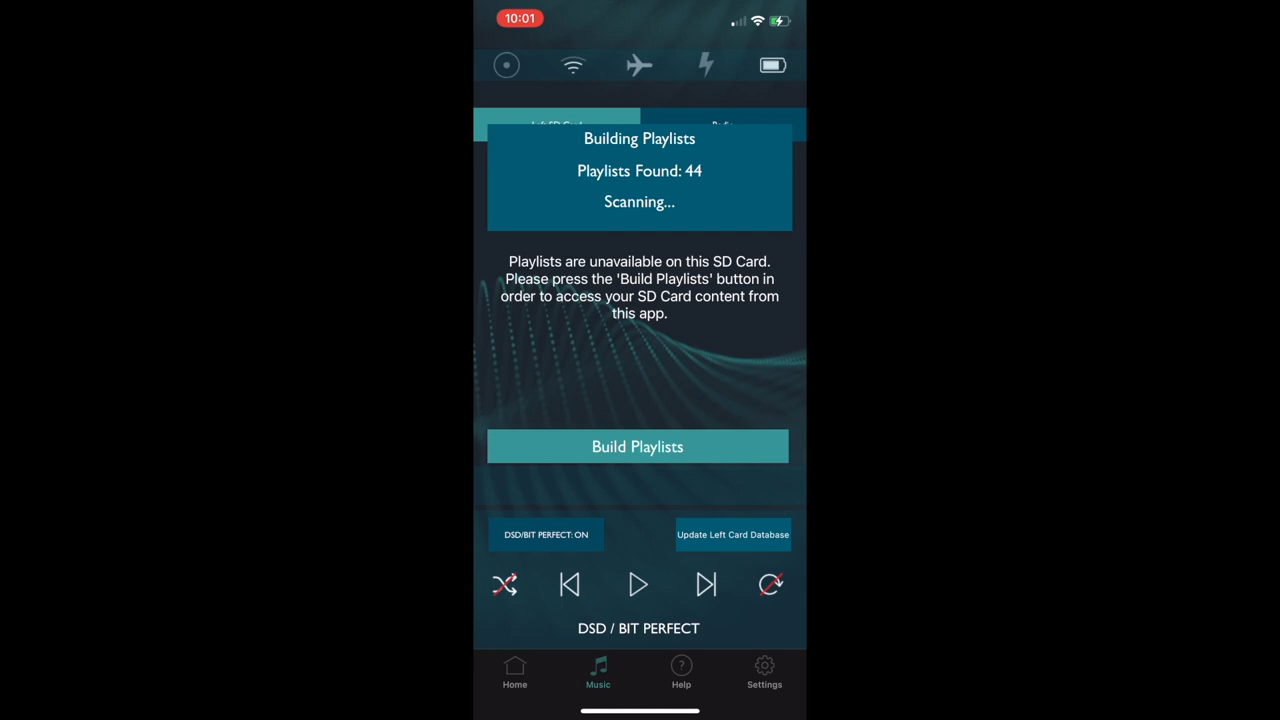 10:01
Building Playlists
Playlists Found: 44
Scanning...
Playlists are unavailable on this SD Card.
Please press the 'Build Playlists' button in
order to access your SD Card content from
this app.
Build Playlists
DSD/BIT PERFECT: ON
Update Left Card Database
DSD / BIT PERFECT
Home
Music
? Help
Settings